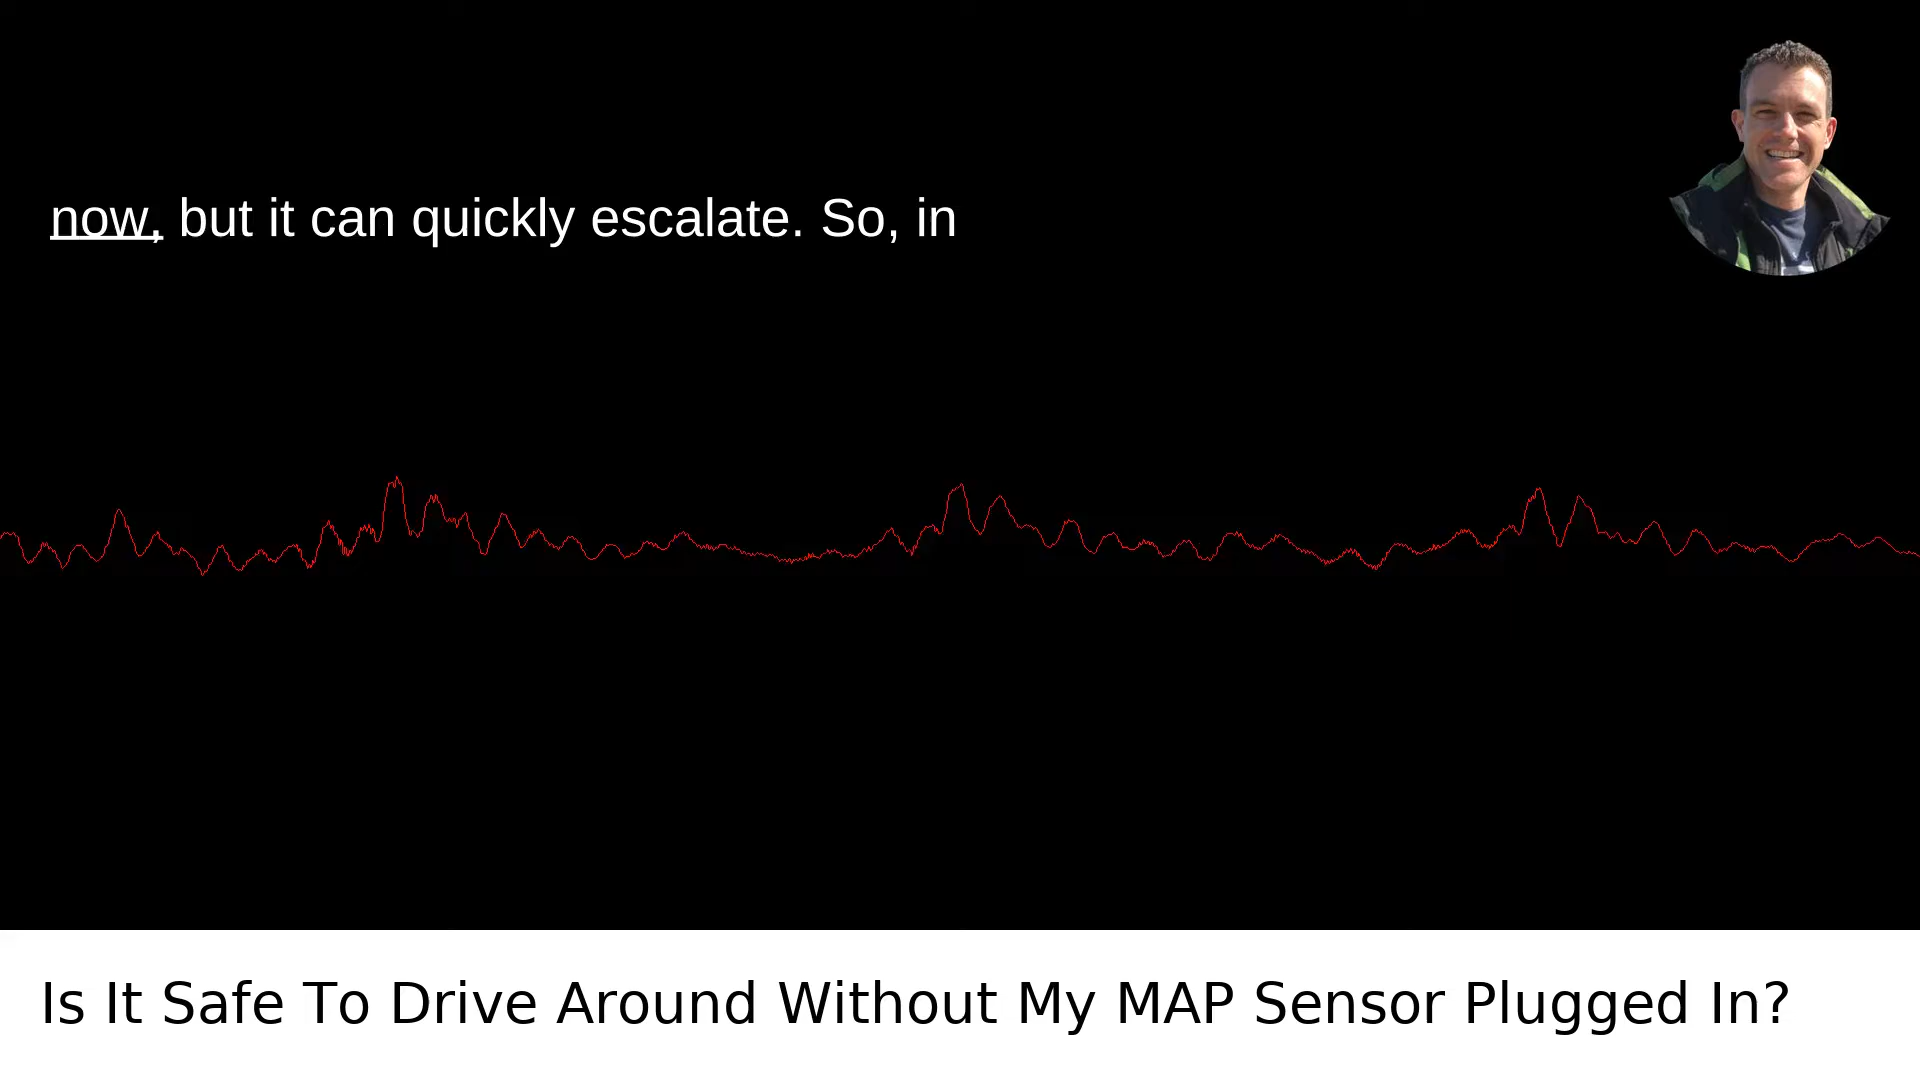 now, but it can quickly escalate. So, in
Is It Safe To Drive Around Without My MAP Sensor Plugged In?